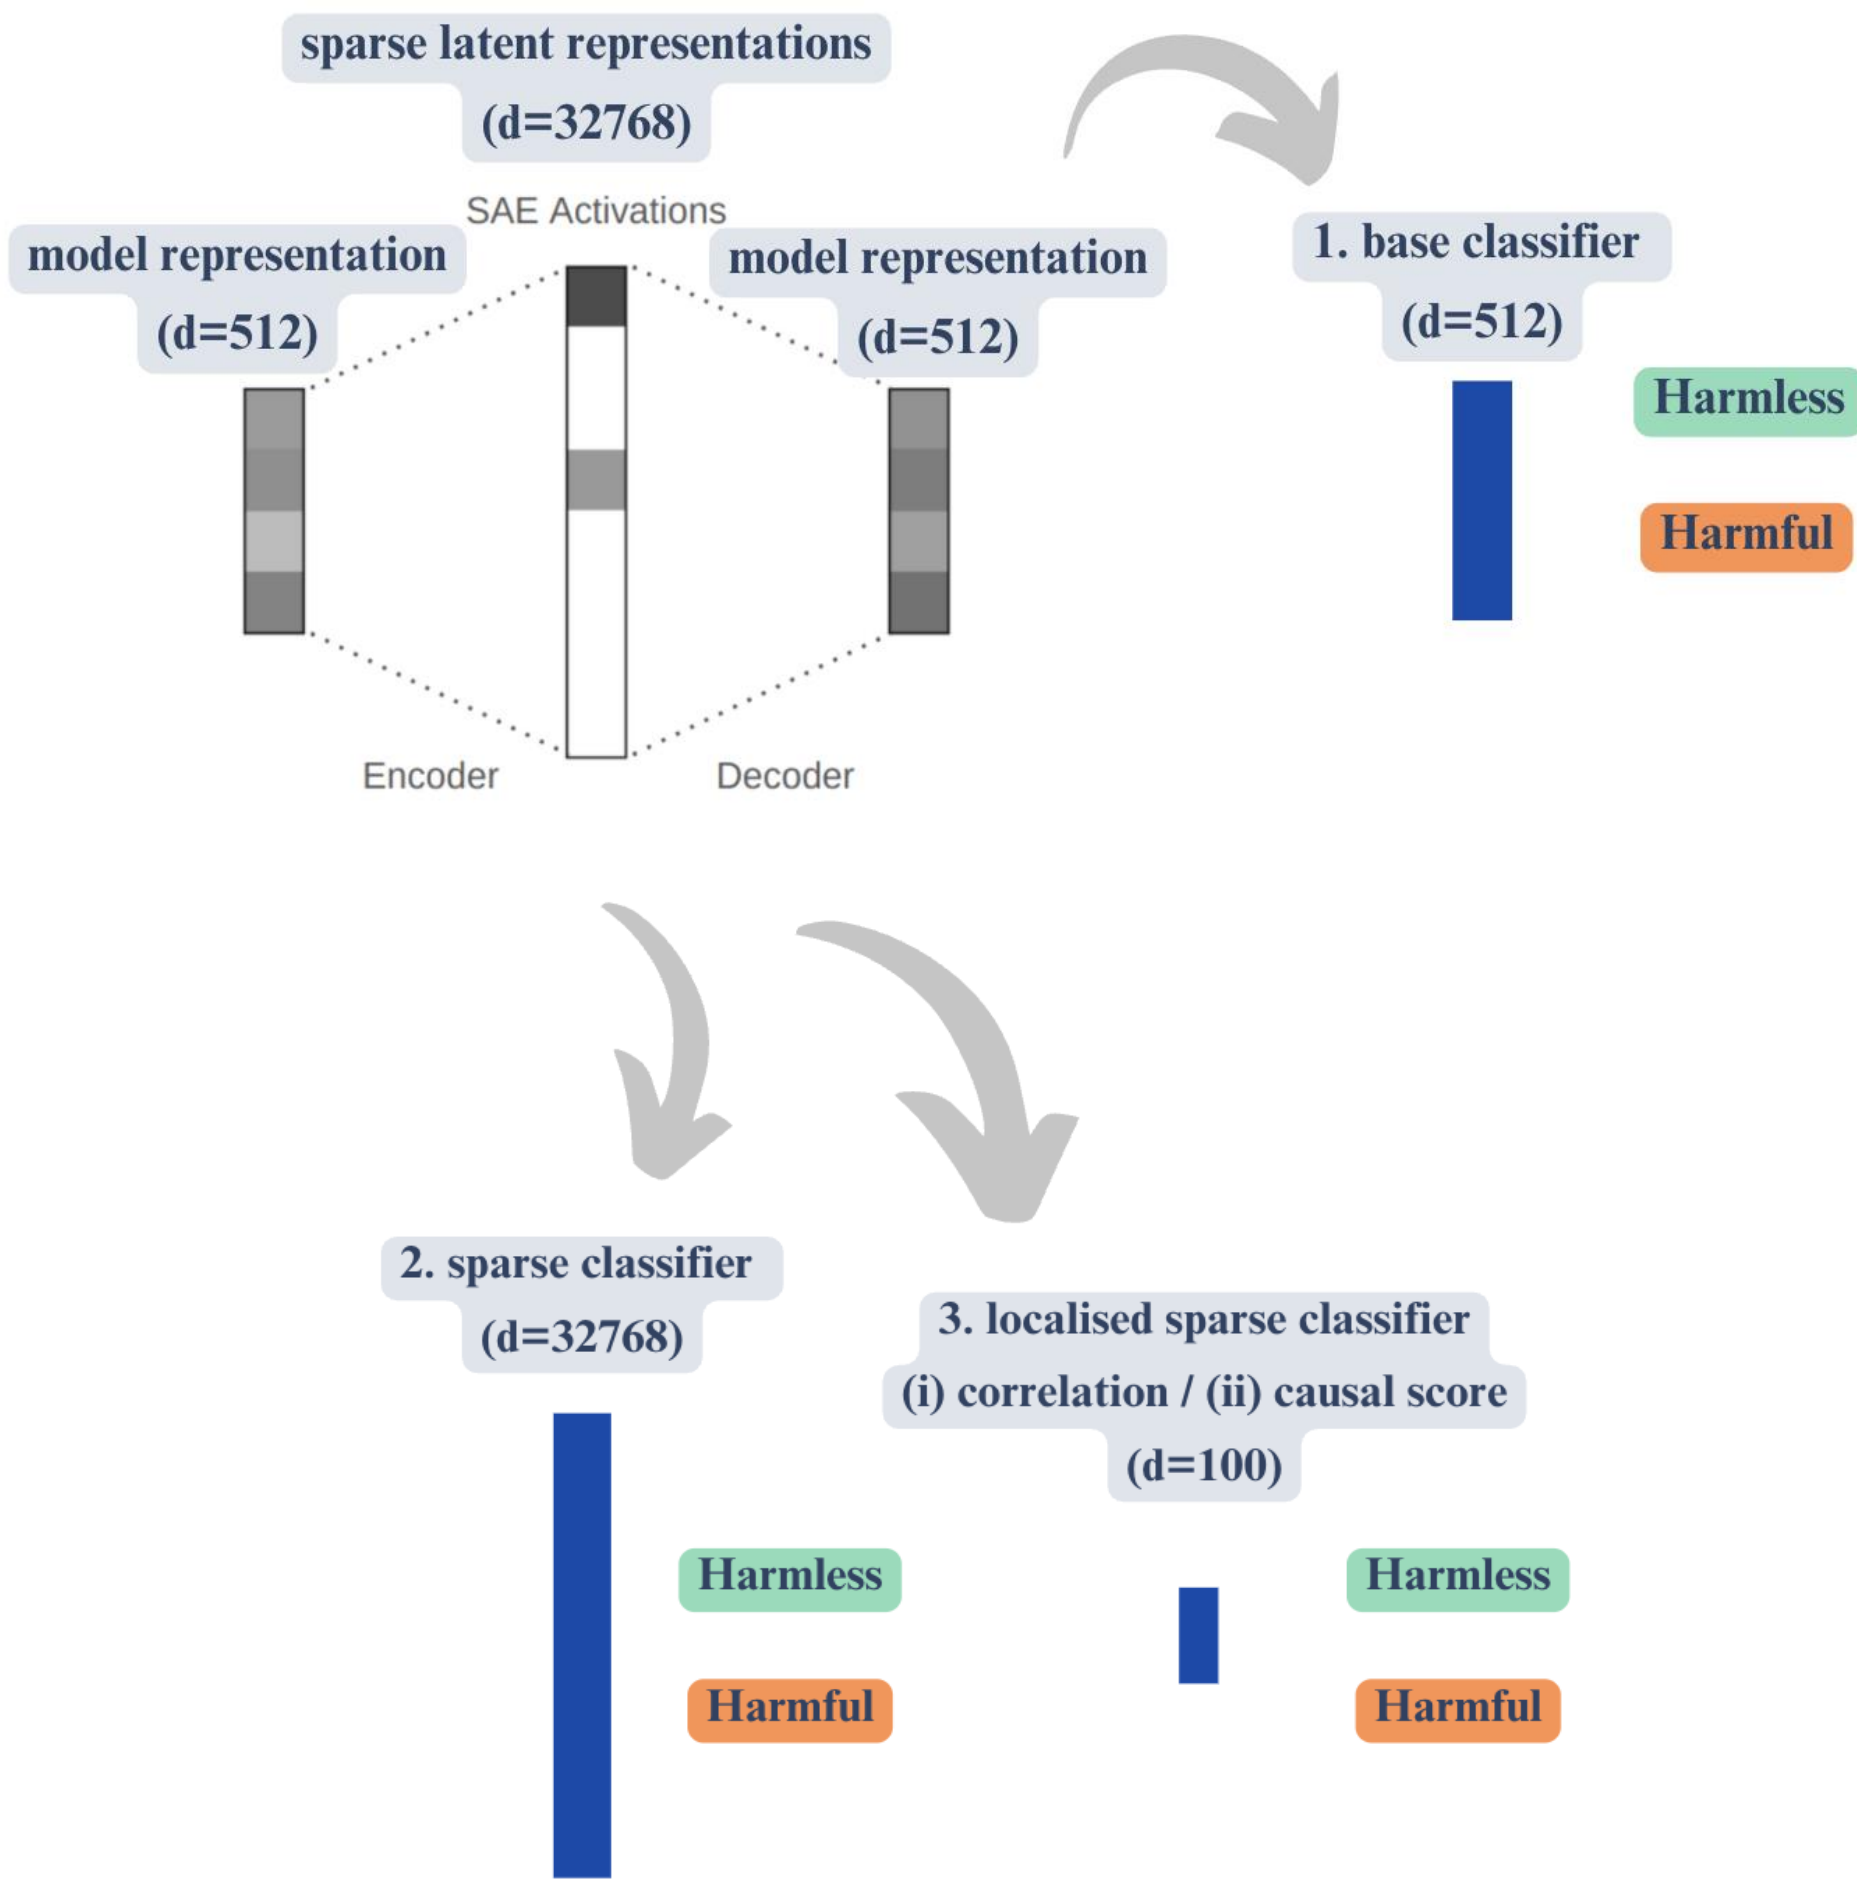 sparse latent representations
(d=32768)
SAE Activations
model representation
(d=512)
model representation
(d=512)
Encoder
Decoder
1. base classifier
(d=512)
Harmless
Harmful
2. sparse classifier
(d=32768)
Harmless
Harmful
3. localised sparse classifier
(i) correlation / (ii) causal score
(d=100)
Harmless
Harmful